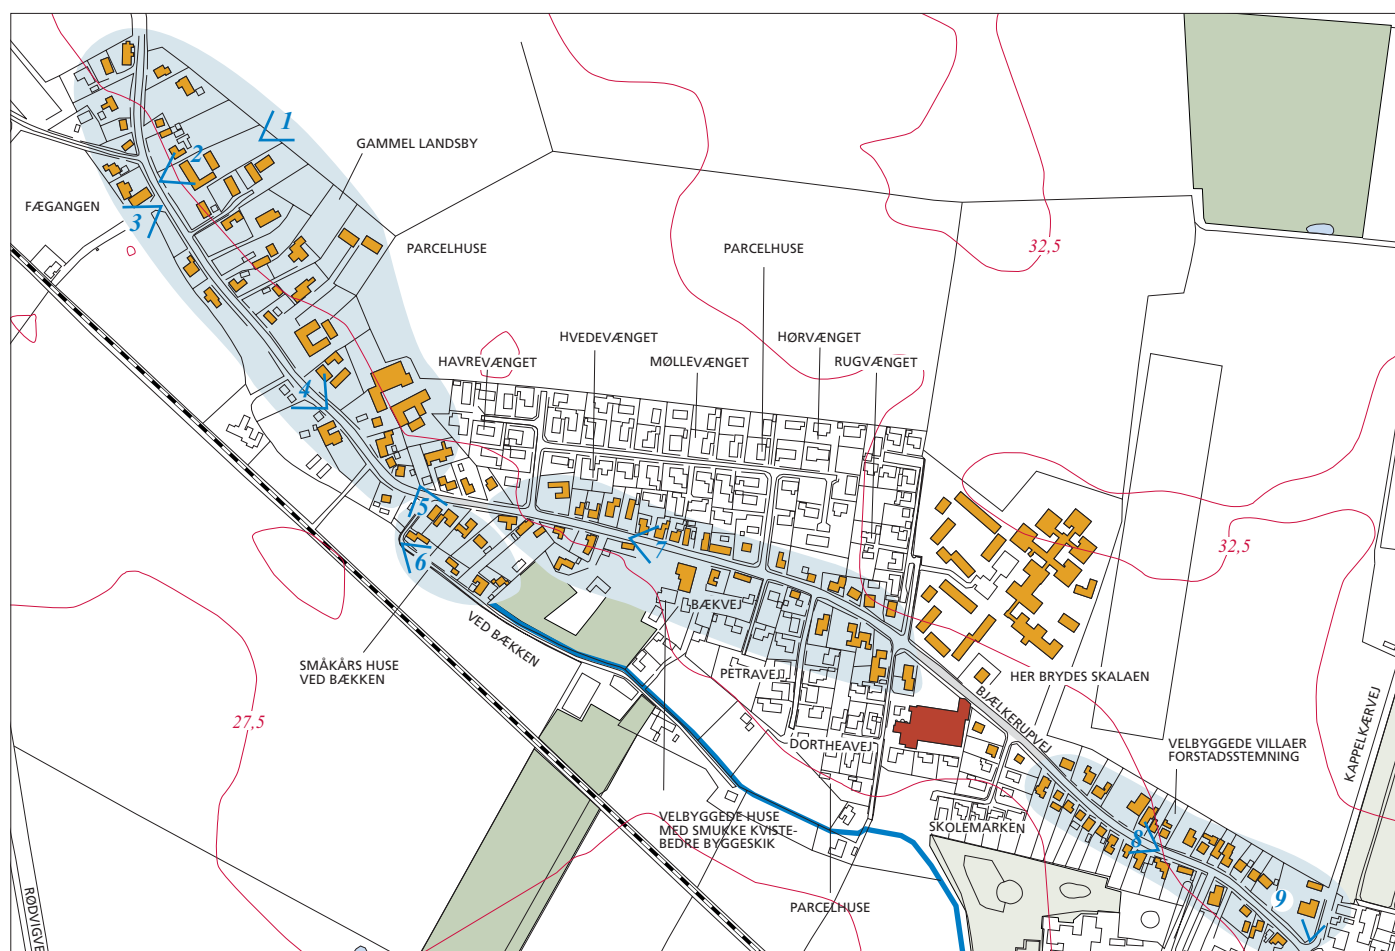 1
GAMMEL LANDSBY
2
FÆGANGEN
3
PARCELHUSE
PARCELHUSE
32,5
HVEDEVÆNGET
HØRVÆNGET
HAVREVÆNGET
MØLLEVÆNGET
RUGVÆNGET
4
5
7
6
32,5
BÆKVEJ
VED BÆKKEN
SMÅKÅRS HUSE
VED BÆKKEN
PETRAVEJ
HER BRYDES SKALAEN
BJÆLKERUPVEJ
27,5
DORTHEAVEJ
VELBYGGEDE VILLAER
FORSTADSSTEMNING
KAPPELKÆRVEJ
VELBYGGEDE HUSE
MED SMUKKE KVISTE-
BEDRE BYGGESKIK
SKOLEMARKEN
8
PARCELHUSE
9
RØDVIGVE